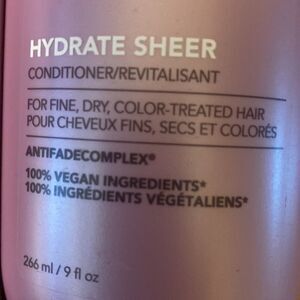 HYDRATE SHEER
CONDITIONER/REVITALISANT
FOR FINE, DRY, COLOR-TREATED HAIR
POUR CHEVEUX FINS, SECS ET COLORÉS
ANTIFADECOMPLEX®
100% VEGAN INGREDIENTS*
100% INGRÉDIENTS VÉGÉTALIENS*
266 ml / 9 fl oz